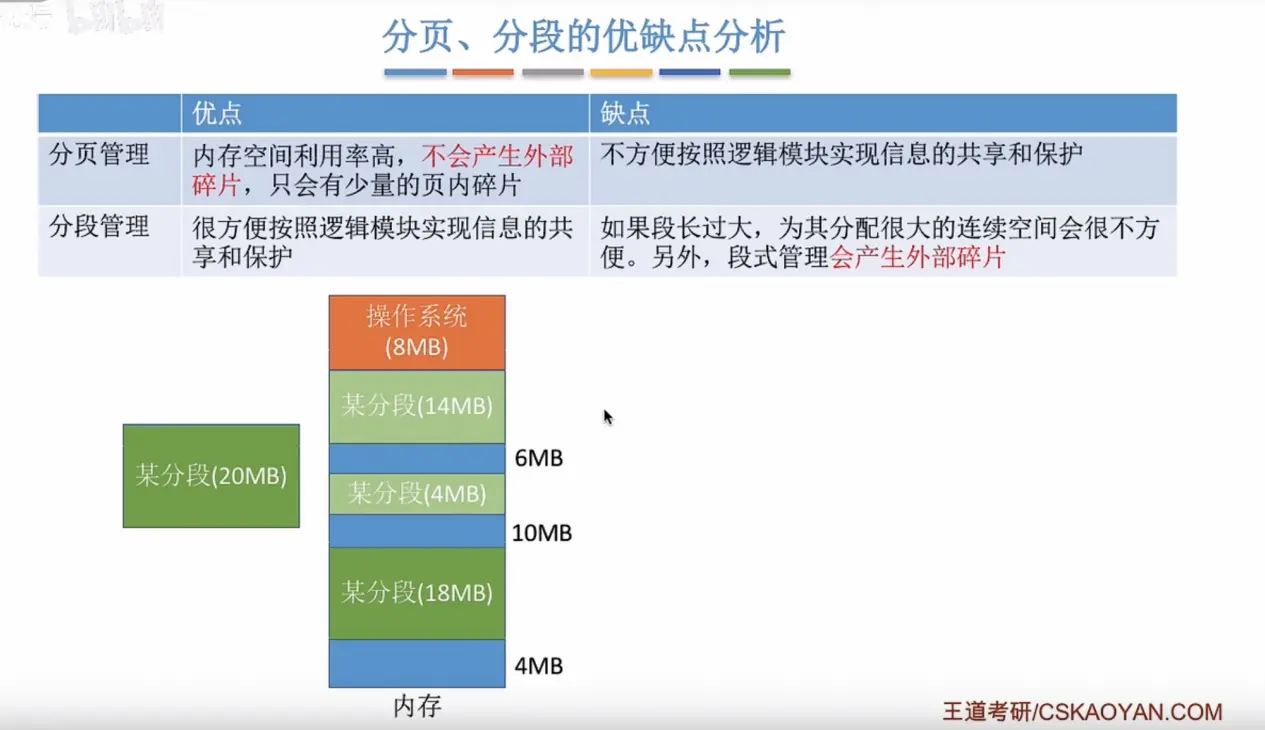 分页、分段的优缺点分析
优点
缺点
分页管理
内存空间利用率高，不会产生外部
碎片，只会有少量的页内碎片
不方便按照逻辑模块实现信息的共享和保护
分段管理
很方便按照逻辑模块实现信息的共
享和保护
如果段长过大，为其分配很大的连续空间会很不方
便。另外，段式管理会产生外部碎片
操作系统
(8MB)
某分段(14MB)
6MB
某分段(20MB)
某分段(4MB)
10MB
某分段(18MB)
4MB
内存
王道考研/CSKAOYAN.COM